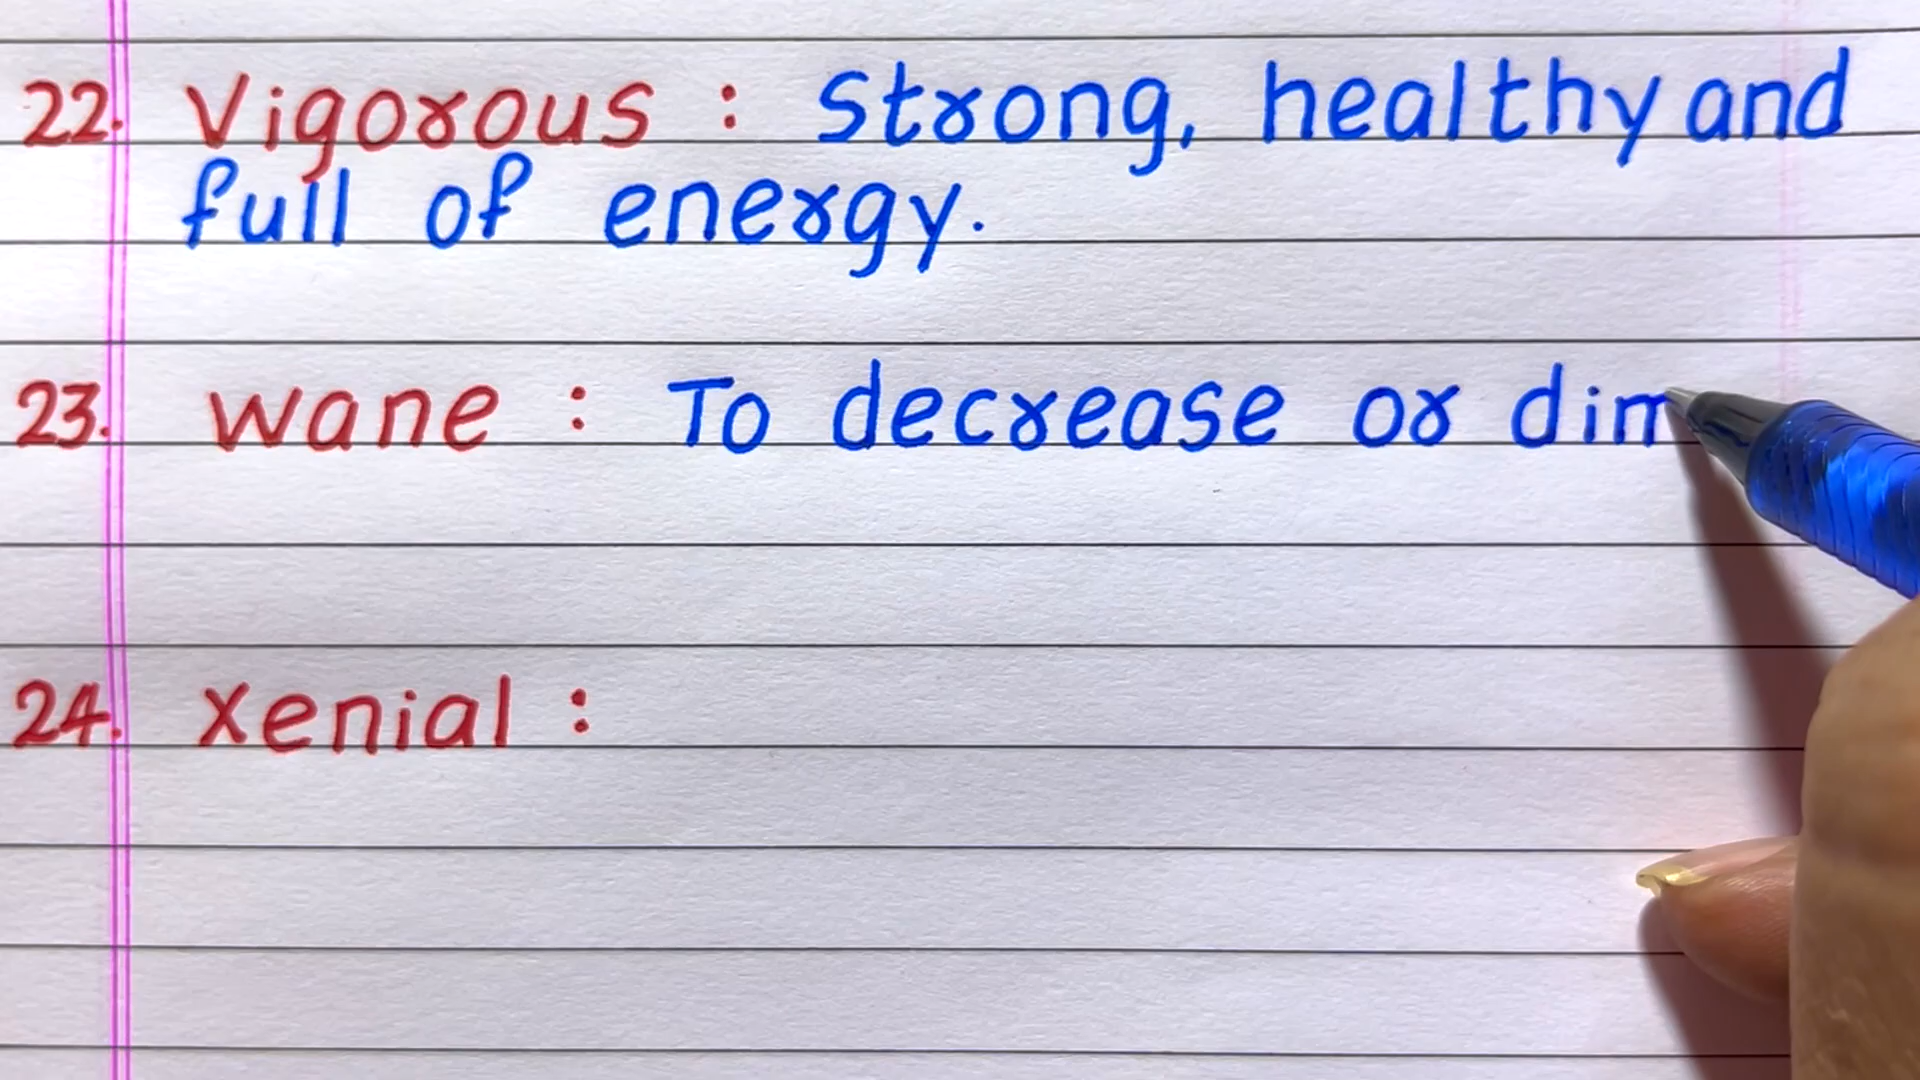 22. Vigorous : Strong, healthy and
full of energy.
23. wane : To decrease or dim
24. Xenial :